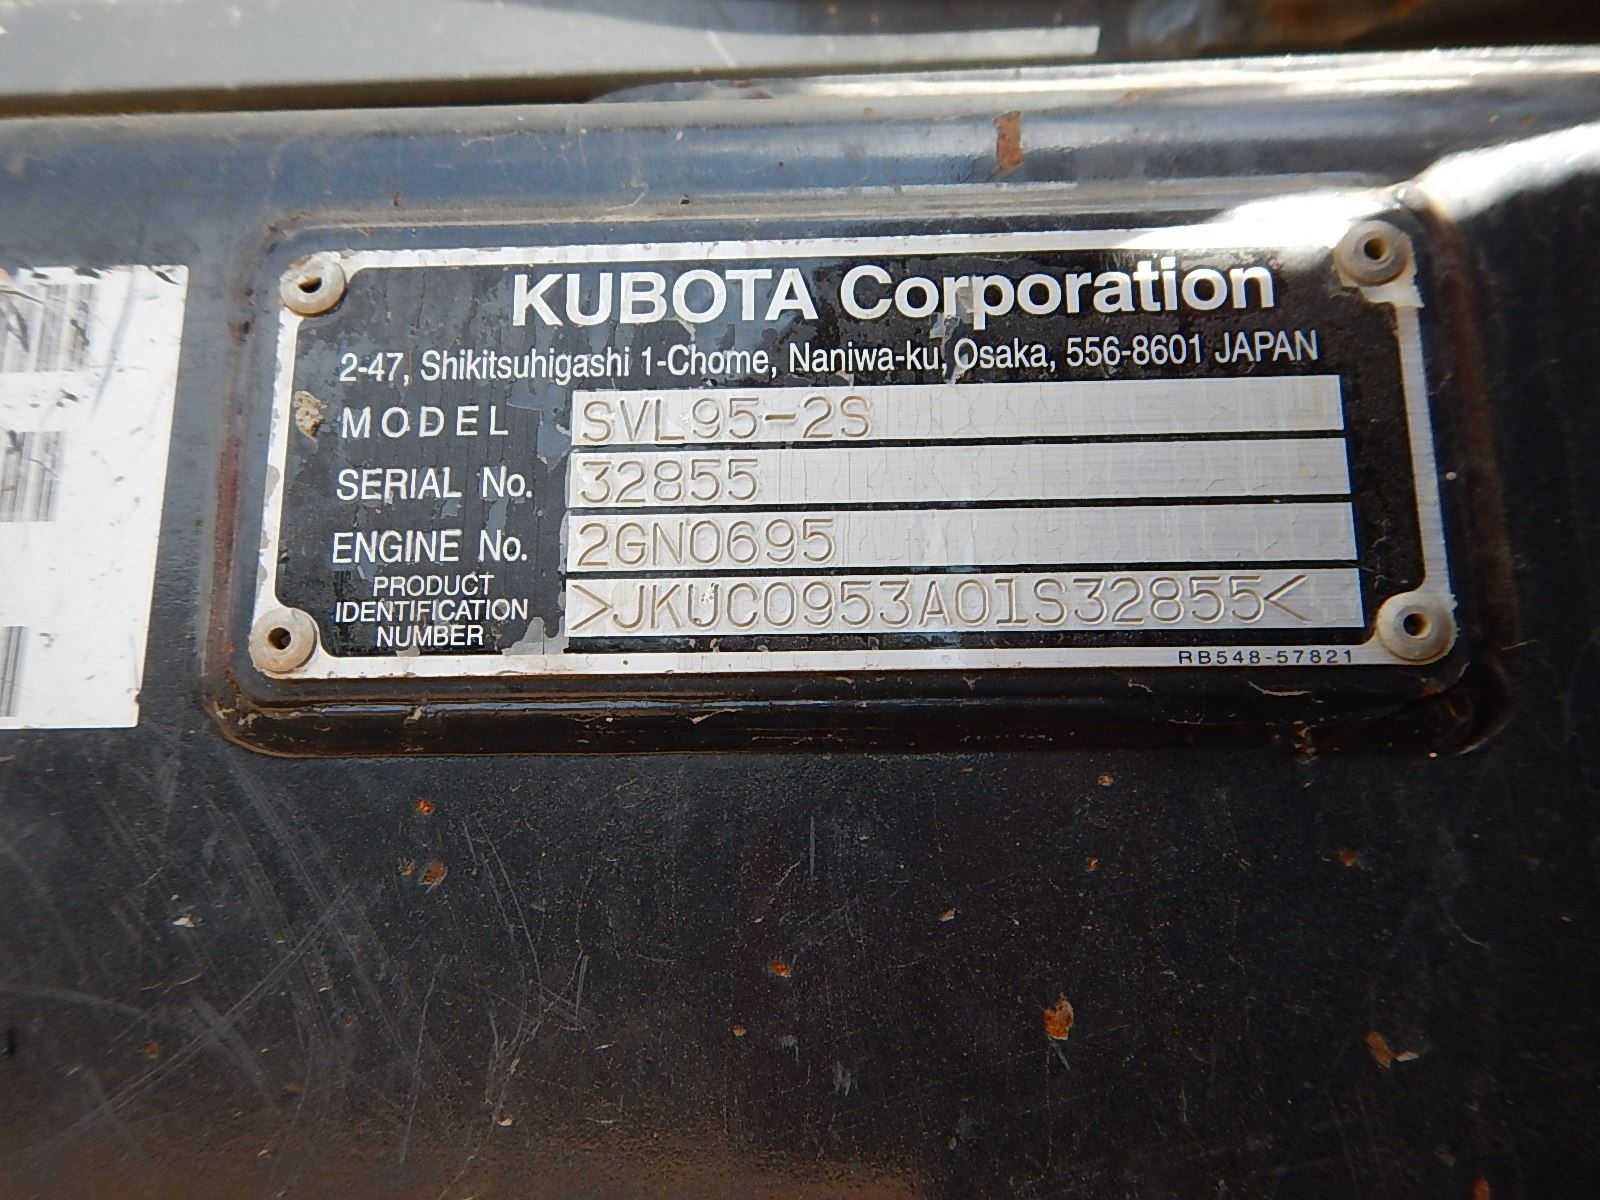 KUBOTA Corporation
2-47, Shikitsuhigashi 1-Chome, Naniwa-ku, Osaka, 556-8601 JAPAN
MODEL SVL95-2S
SERIAL No. 32855
ENGINE No. 2GN0695
PRODUCT
IDENTIFICATION
NUMBER >JKUC0953A01S32855<
RB548-57821